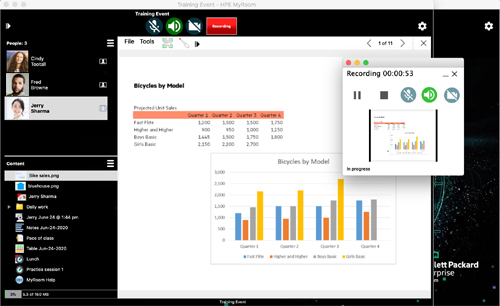 Training Event - HPE MyRoom
Training Event
Recording
People: 3
Cindy
Tootall
Fred
Browne
Jerry
Sharma
Content
like sales.png
bluehouse.png
Jerry Sharma
Daily work
Jerry June 24 @ 1:44 pm
Notes Jun-24-2020
Pace of class
Table Jun-24-2020
Lunch
Practice session 1
MyRoom Help
5.3 of 150 MB
File Tools
1 of 11
Bicycles by Model
Projected Unit Sales
Quarter 1 Quarter 2 Quarter 3 Quarter 4
Fast Flite 1,200 1,500 1,500 1,750
Higher and Higher 900 950 1,000 1,250
Boys Basic 1,445 1,500 1,750 1,800
Girls Basic 2,150 2,200 2,700
Bicycles by Model
3,000
2,500
2,000
1,500
1,000
500
0
Quarter 1 Quarter 2 Quarter 3 Quarter 4
Fast Flite Higher and Higher Boys Basic Girls Basic
Recording 00:00:53
In progress
lett Packard
erprise
Training Event